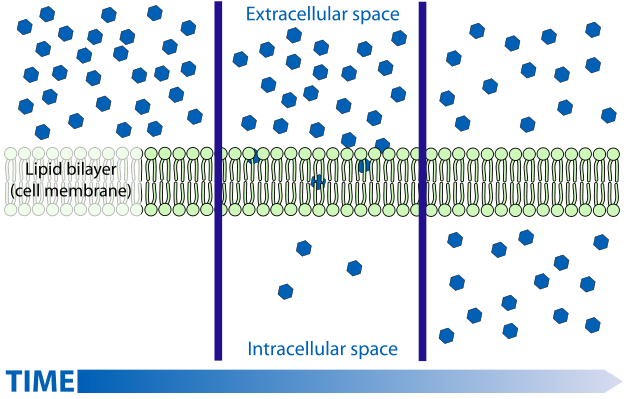 Extracellular space
Lipid bilayer
(cell membrane)
Intracellular space
TIME